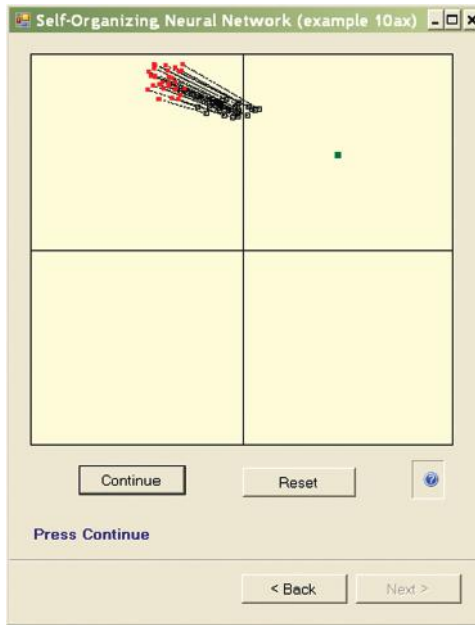 Self-Organizing Neural Network (example 10ax)
Continue
Reset
Press Continue
< Back
Next >